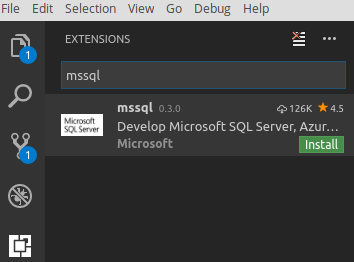 File Edit Selection View Go Debug Help
EXTENSIONS
mssql
mssql 0.3.0 126K 4.5
Microsoft
SQL Server
Develop Microsoft SQL Server, Azur...
Microsoft Install
1
1